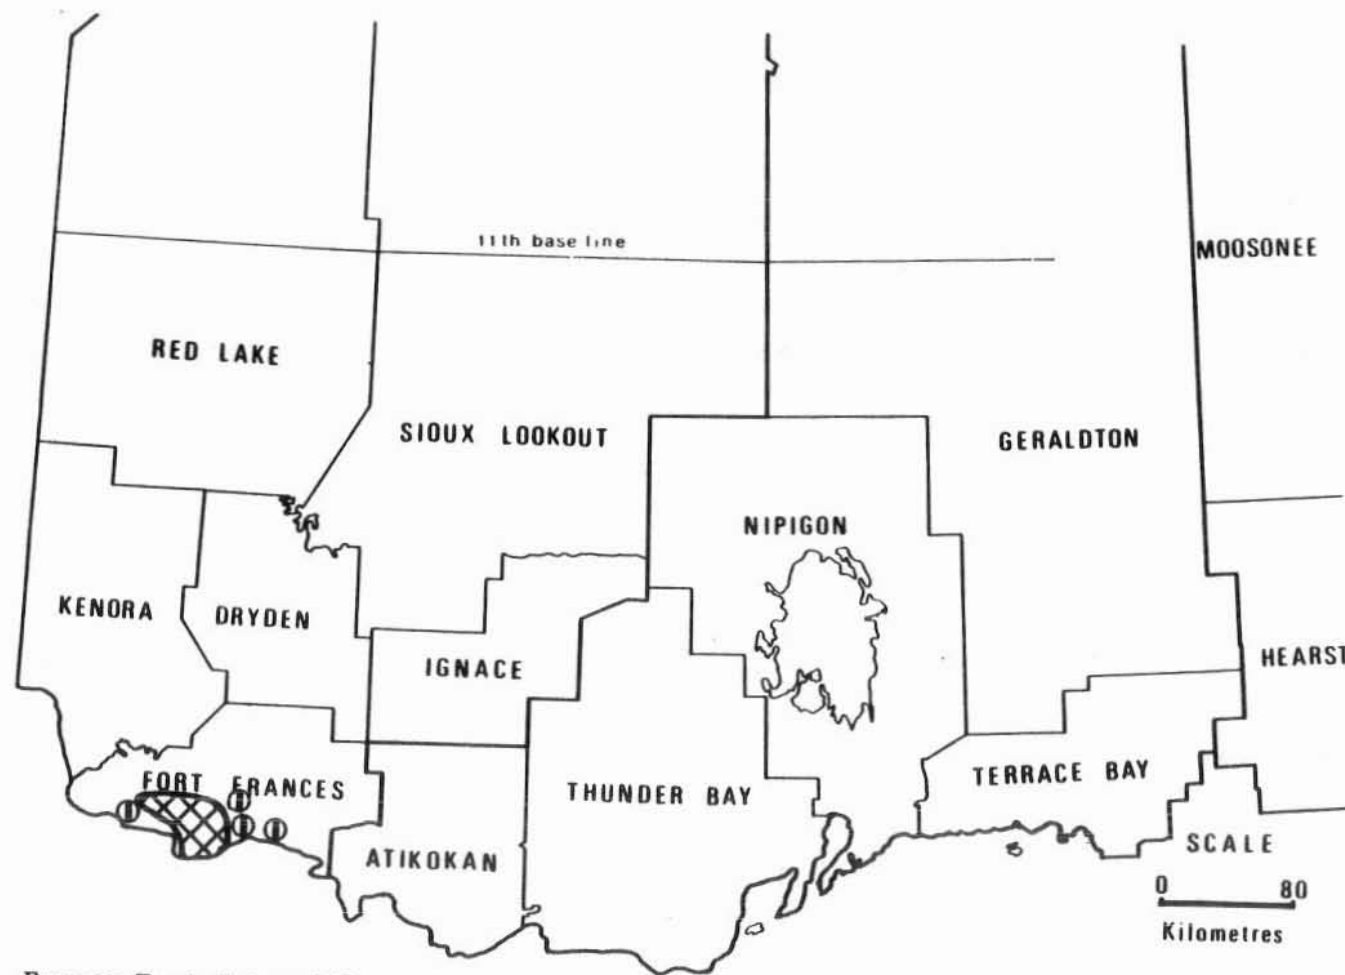 11th base line
MOOSONEE
RED LAKE
SIOUX LOOKOUT
GERALDTON
NIPIGON
KENORA
DRYDEN
IGNACE
HEARST
FORT FRANCES
THUNDER BAY
TERRACE BAY
ATIKOKAN
SCALE
0 80
Kilometres